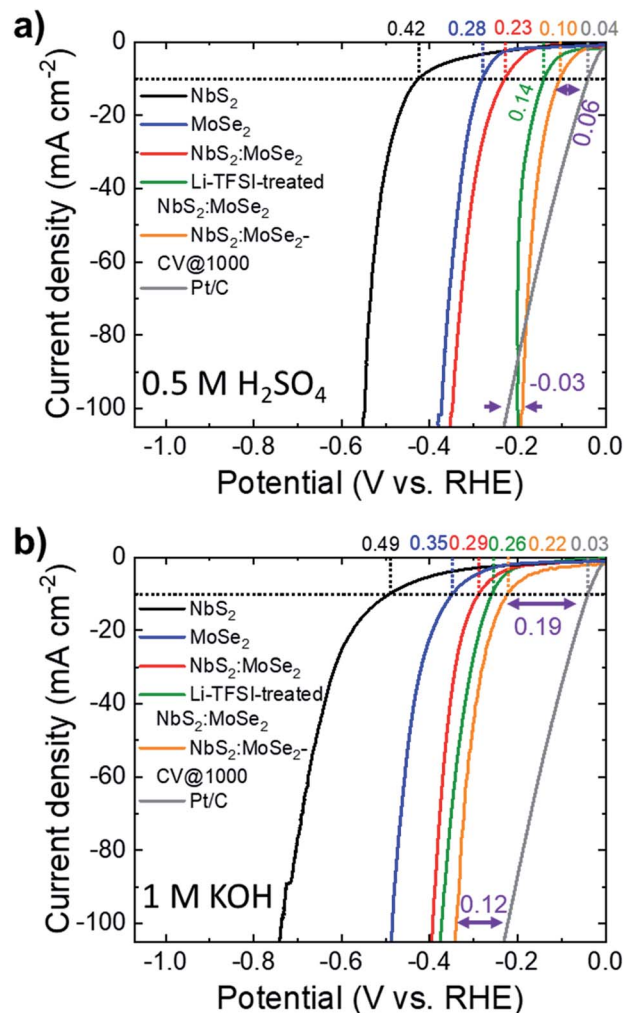 a)
0.42 0.28 0.23 0.10 0.04
0
-20
-40
-60
-80
-100
Current density (mA cm⁻²)
NbS₂
MoSe₂
NbS₂:MoSe₂
Li-TFSI-treated
NbS₂:MoSe₂
NbS₂:MoSe₂-
CV@1000
Pt/C
0.14
0.06
-0.03
0.5 M H₂SO₄
-1.0 -0.8 -0.6 -0.4 -0.2 0.0
Potential (V vs. RHE)
b)
0.49 0.35 0.29 0.26 0.22 0.03
0
-20
-40
-60
-80
-100
Current density (mA cm⁻²)
NbS₂
MoSe₂
NbS₂:MoSe₂
Li-TFSI-treated
NbS₂:MoSe₂
NbS₂:MoSe₂-
CV@1000
Pt/C
0.19
0.12
1 M KOH
-1.0 -0.8 -0.6 -0.4 -0.2 0.0
Potential (V vs. RHE)